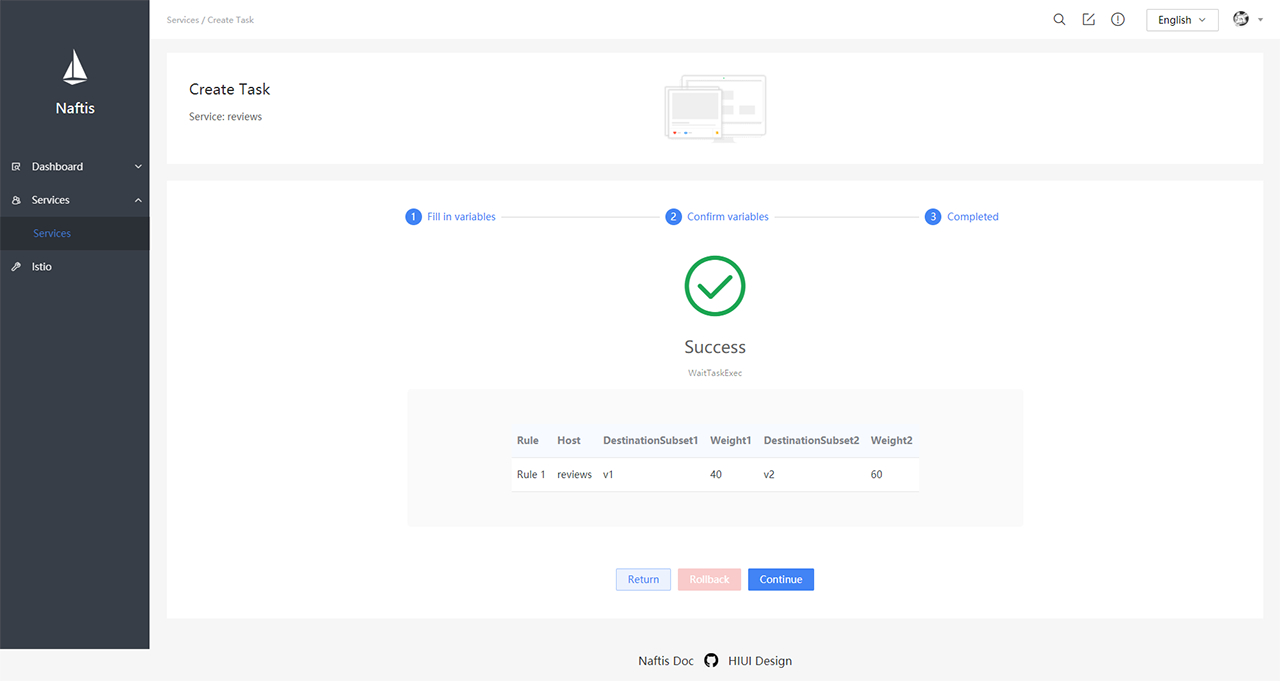 Services / Create Task
English
Naftis
Create Task
Service: reviews
Dashboard
Services
Services
Istio
1 Fill in variables
2 Confirm variables
3 Completed
Success
WaitTaskExec
Rule Host DestinationSubset1 Weight1 DestinationSubset2 Weight2
Rule 1 reviews v1 40 v2 60
Return Rollback Continue
Naftis Doc HIUI Design